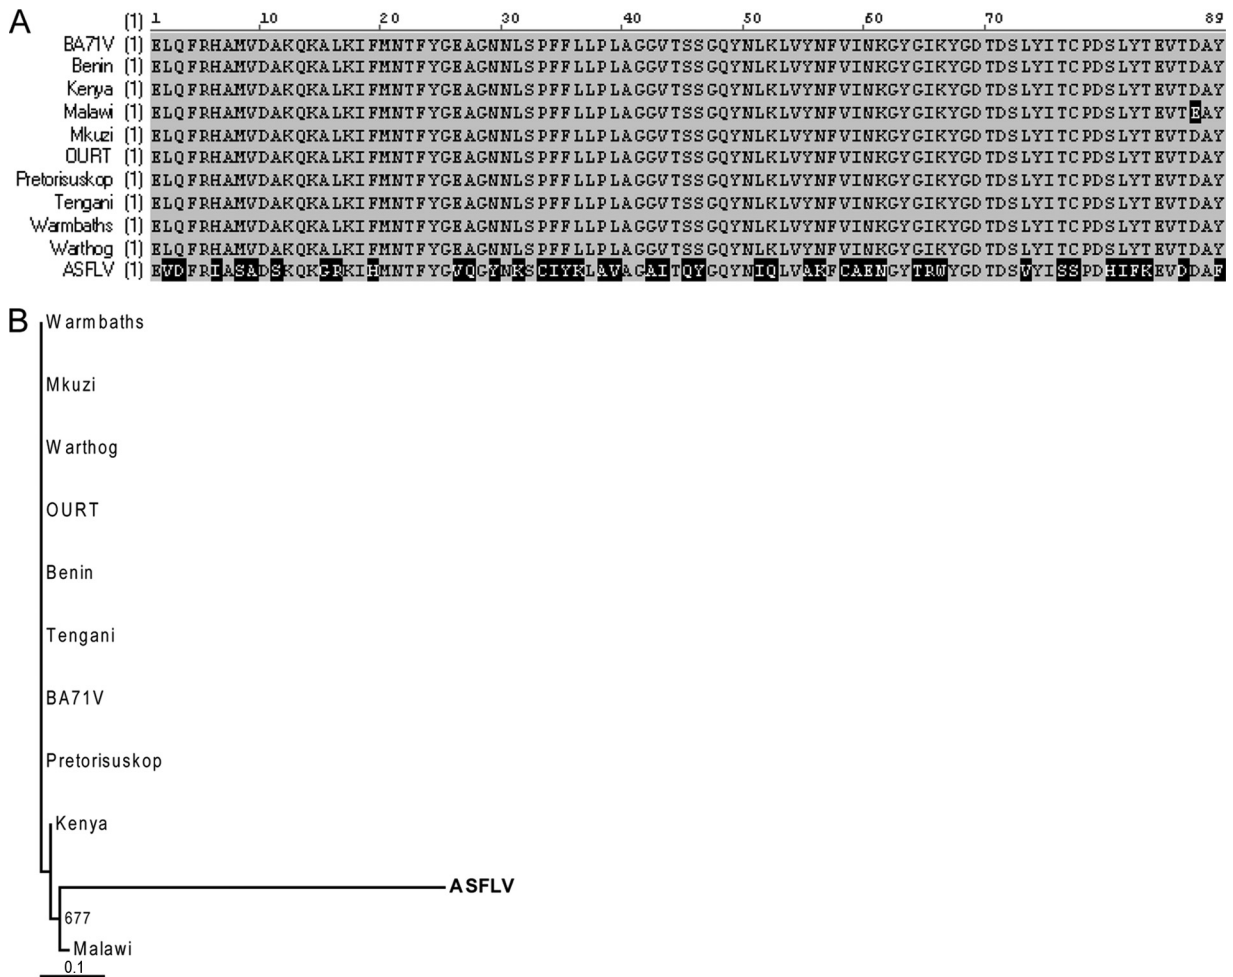 A
(1) 1 10 20 30 40 50 60 70 89
BA71V (1) ELQFRHAMVDAKQKALKIFMNTFYGEAGNNLSPFFLLPLAGGVTSSGQYNLKLVYNFVINKGYGIKYGDTDSLYITCPDSLYTEVTDAY
Benin (1) ELQFRHAMVDAKQKALKIFMNTFYGEAGNNLSPFFLLPLAGGVTSSGQYNLKLVYNFVINKGYGIKYGDTDSLYITCPDSLYTEVTDAY
Kenya (1) ELQFRHAMVDAKQKALKIFMNTFYGEAGNNLSPFFLLPLAGGVTSSGQYNLKLVYNFVINKGYGIKYGDTDSLYITCPDSLYTEVTDAY
Malawi (1) ELQFRHAMVDAKQKALKIFMNTFYGEAGNNLSPFFLLPLAGGVTSSGQYNLKLVYNFVINKGYGIKYGDTDSLYITCPDSLYTEVTEAY
Mkuzi (1) ELQFRHAMVDAKQKALKIFMNTFYGEAGNNLSPFFLLPLAGGVTSSGQYNLKLVYNFVINKGYGIKYGDTDSLYITCPDSLYTEVTDAY
OURT (1) ELQFRHAMVDAKQKALKIFMNTFYGEAGNNLSPFFLLPLAGGVTSSGQYNLKLVYNFVINKGYGIKYGDTDSLYITCPDSLYTEVTDAY
Pretorisuskop (1) ELQFRHAMVDAKQKALKIFMNTFYGEAGNNLSPFFLLPLAGGVTSSGQYNLKLVYNFVINKGYGIKYGDTDSLYITCPDSLYTEVTDAY
Tengani (1) ELQFRHAMVDAKQKALKIFMNTFYGEAGNNLSPFFLLPLAGGVTSSGQYNLKLVYNFVINKGYGIKYGDTDSLYITCPDSLYTEVTDAY
Warmbaths (1) ELQFRHAMVDAKQKALKIFMNTFYGEAGNNLSPFFLLPLAGGVTSSGQYNLKLVYNFVINKGYGIKYGDTDSLYITCPDSLYTEVTDAY
Warthog (1) ELQFRHAMVDAKQKALKIFMNTFYGEAGNNLSPFFLLPLAGGVTSSGQYNLKLVYNFVINKGYGIKYGDTDSLYITCPDSLYTEVTDAY
ASFLV (1) EVDFRIASADSKQKGRKIHMNTFYGVQGYNKSCIYKLAVAGAITQYGQYNIQLVAKFCAENGYTRWYGDTDSVYISSPDHIFKEVDDAF
B
Warmbaths
Mkuzi
Warthog
OURT
Benin
Tengani
BA71V
Pretorisuskop
Kenya
ASFLV
677
Malawi
0.1